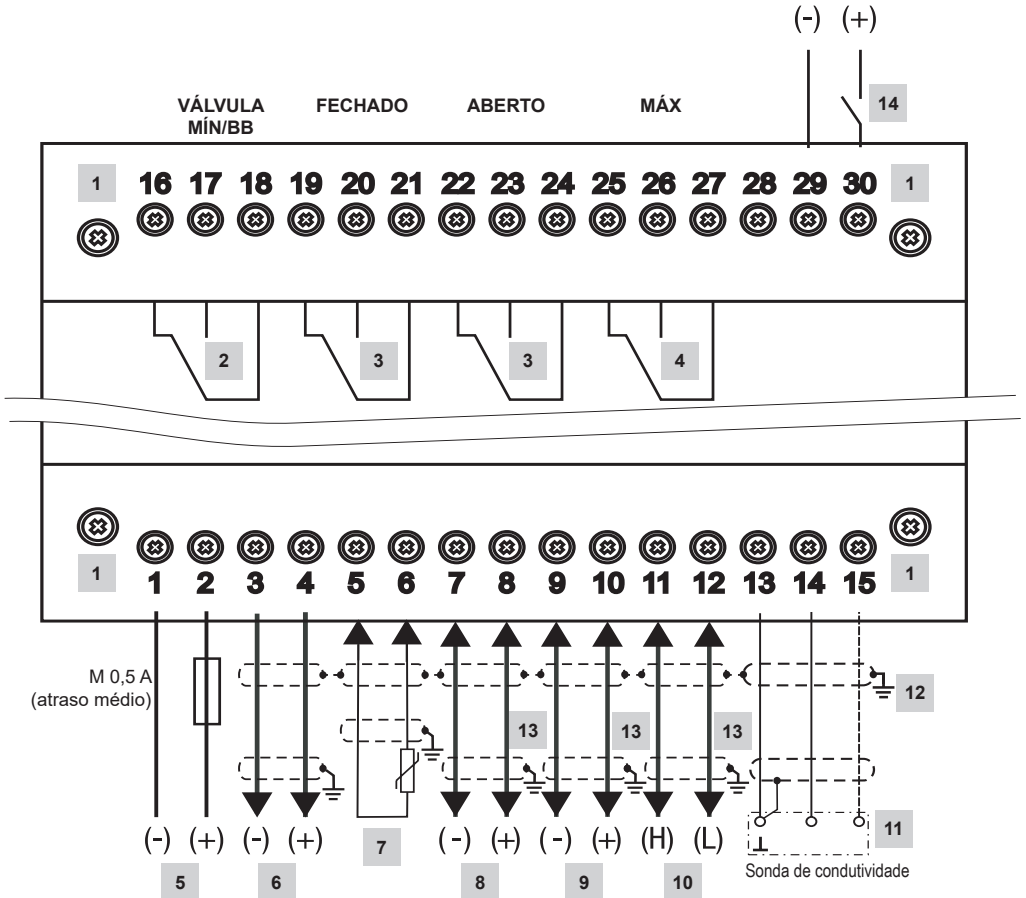 (-) (+)
14
VÁLVULA
MÍN/BB
FECHADO
ABERTO
MÁX
1 16 17 18 19 20 21 22 23 24 25 26 27 28 29 30 1
2 3 3 4
1 1 2 3 4 5 6 7 8 9 10 11 12 13 14 15 1
M 0,5 A
(atraso médio)
12
13 13 13
11
(-) (+) (-) (+) (-) (+) (-) (+) (H) (L)
7
Sonda de condutividade
5 6 8 9 10